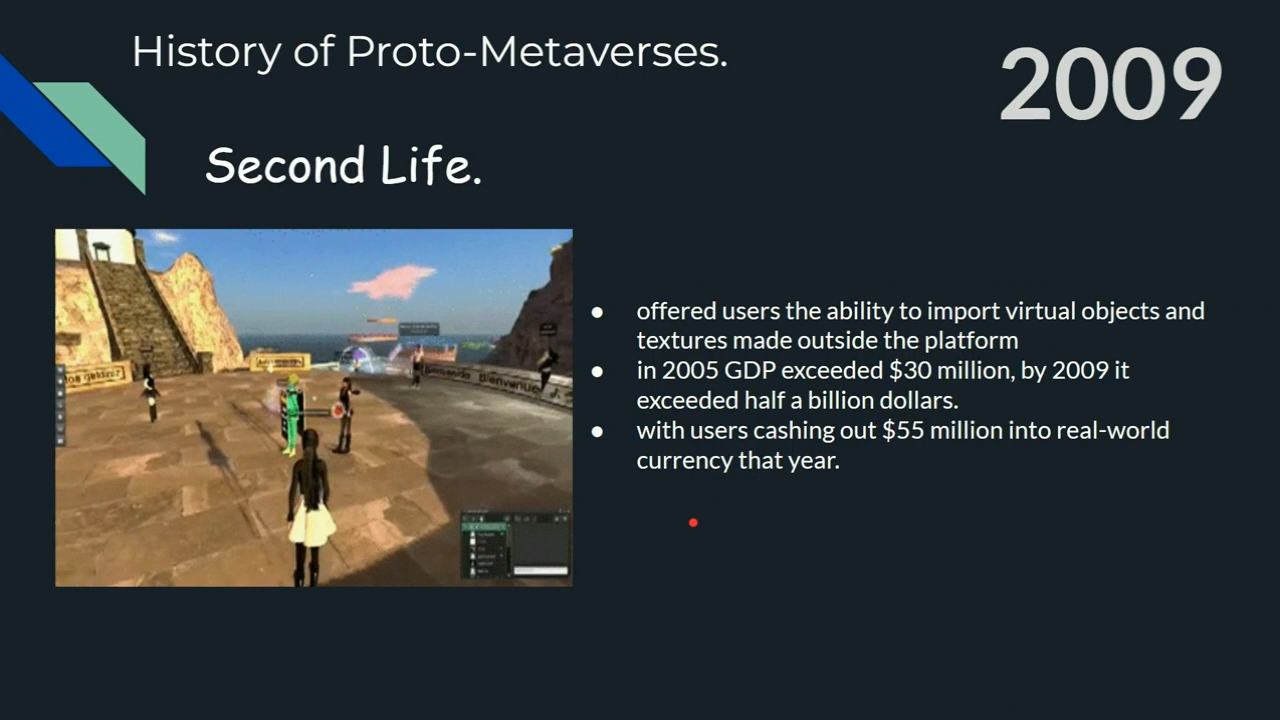 History of Proto-Metaverses.
2009
Second Life.
● offered users the ability to import virtual objects and
textures made outside the platform
● in 2005 GDP exceeded $30 million, by 2009 it
exceeded half a billion dollars.
● with users cashing out $55 million into real-world
currency that year.
Bienvenue